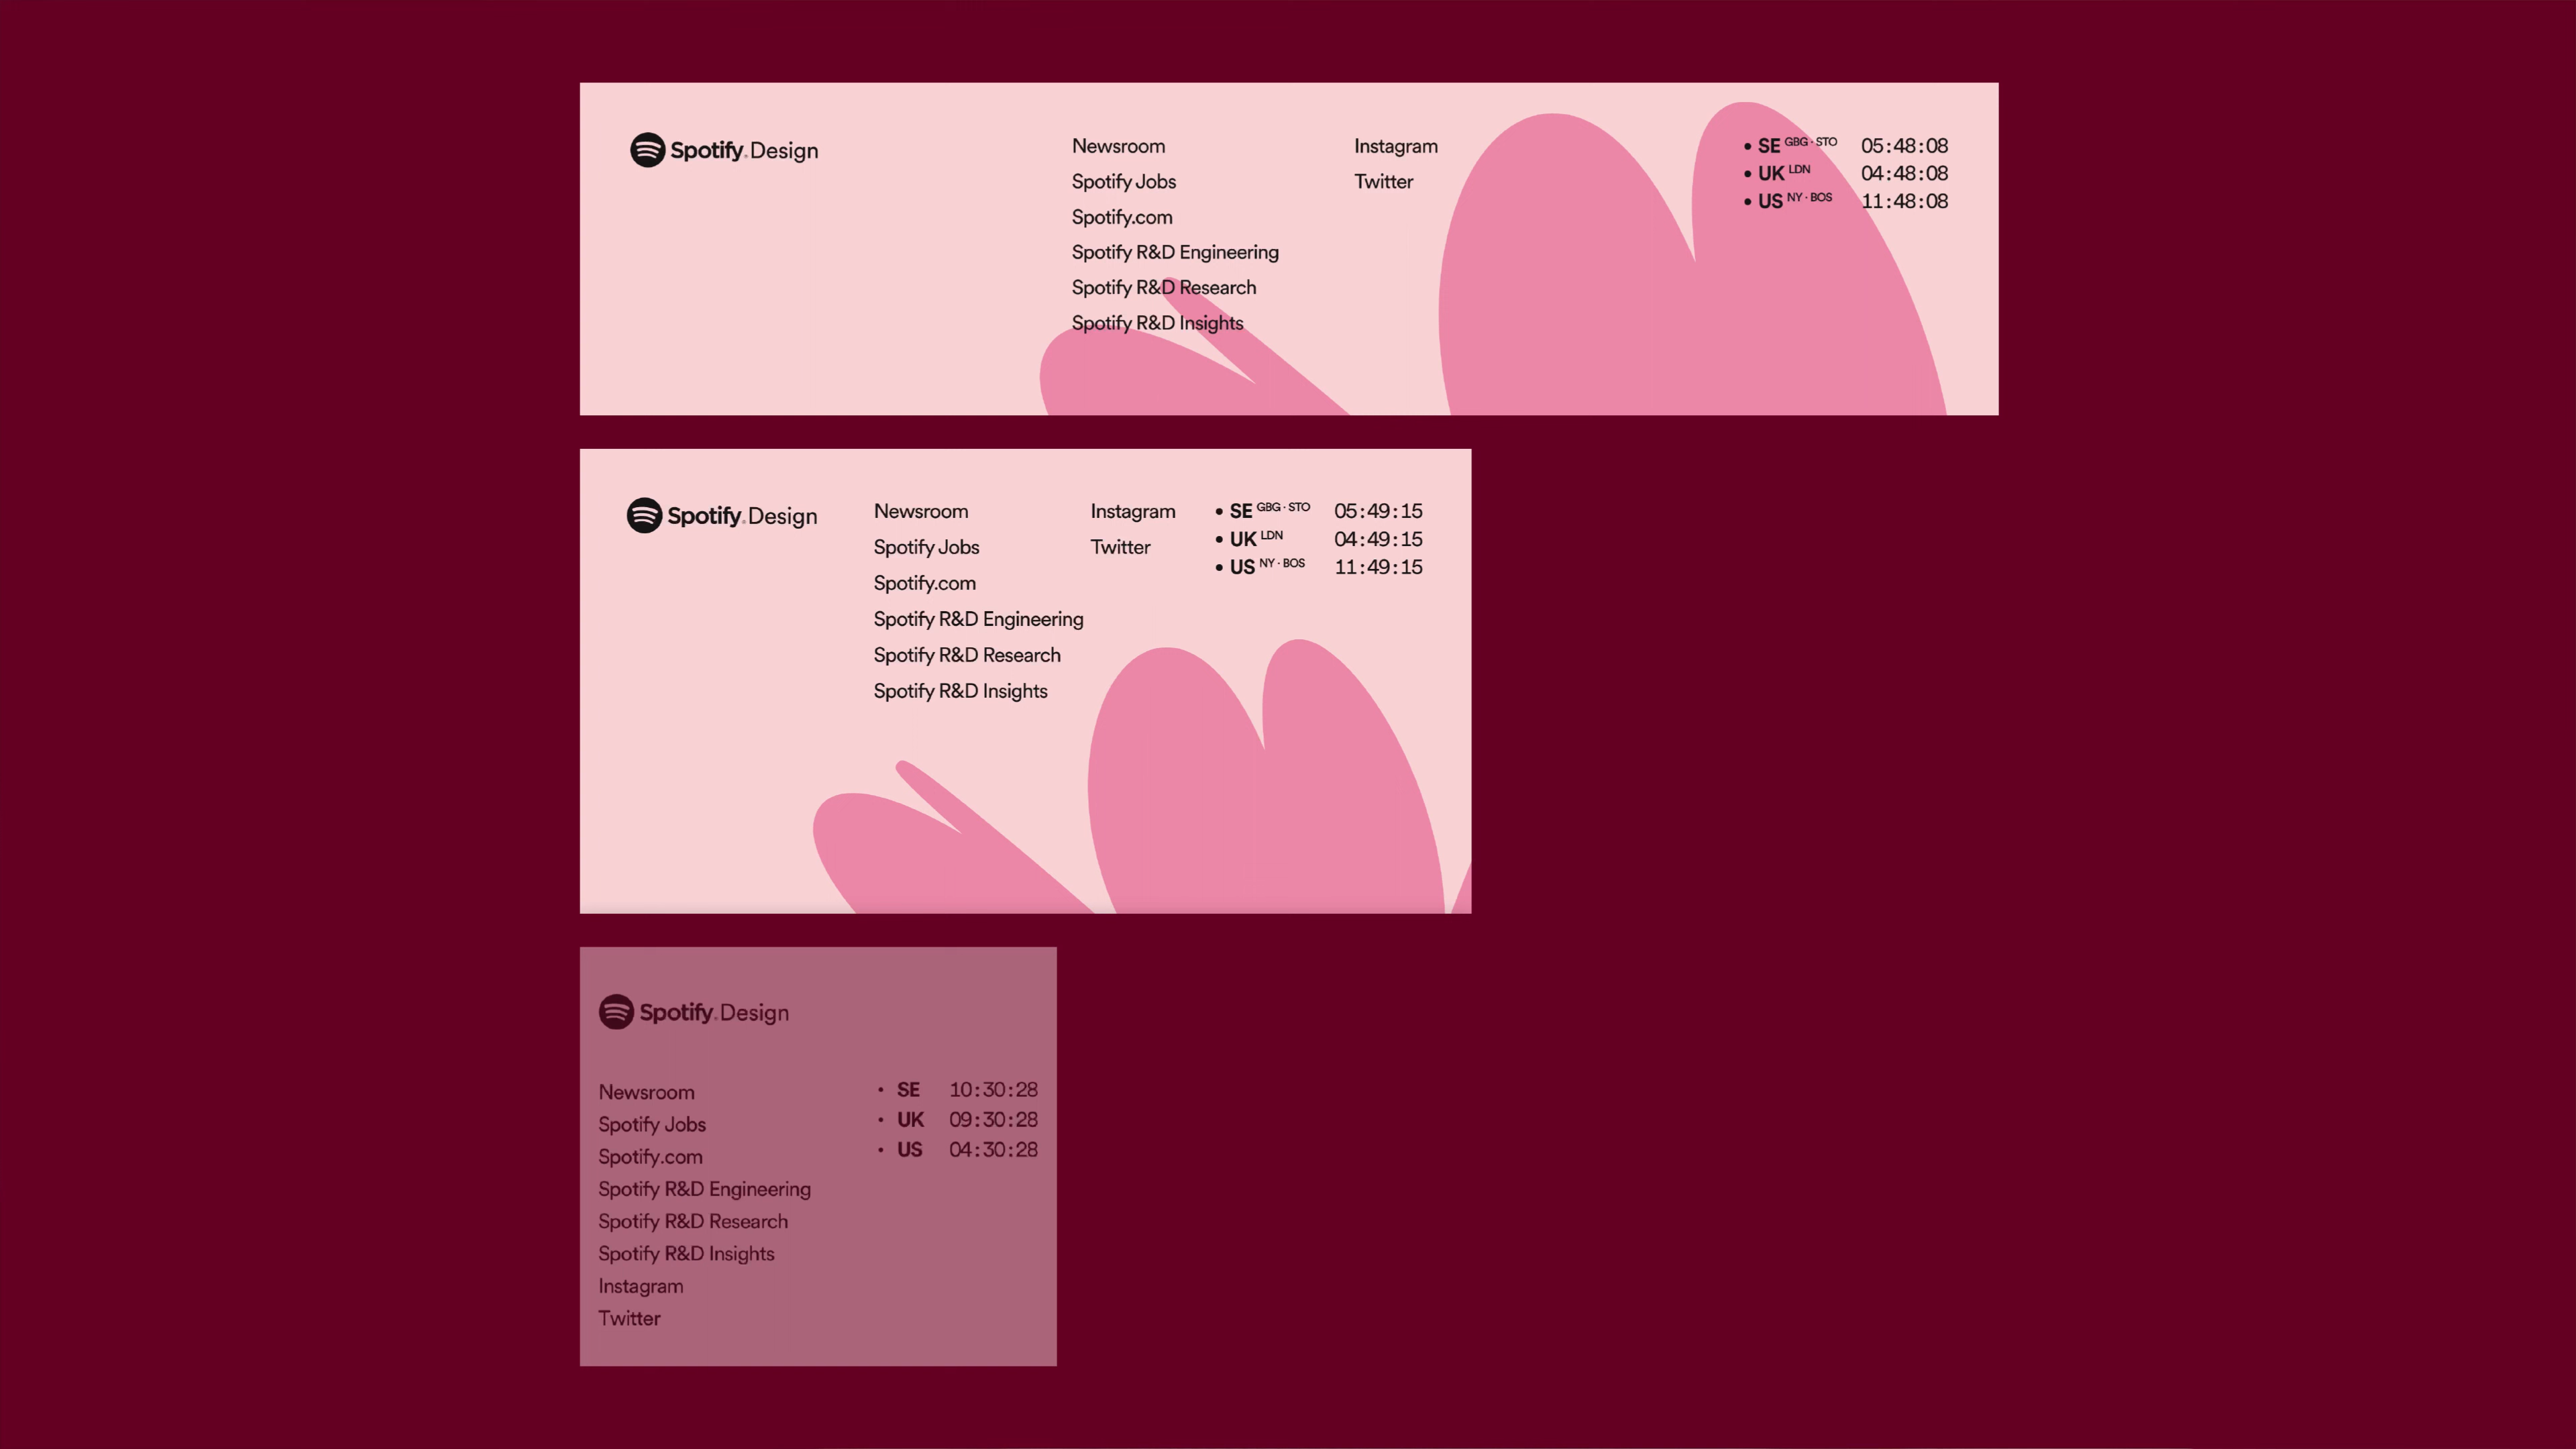 Spotify.Design
Newsroom
Spotify Jobs
Spotify.com
Spotify R&D Engineering
Spotify R&D Research
Spotify R&D Insights
Instagram
Twitter
• SE GBG · STO 05:48:08
• UK LDN 04:48:08
• US NY · BOS 11:48:08
Spotify.Design
Newsroom
Spotify Jobs
Spotify.com
Spotify R&D Engineering
Spotify R&D Research
Spotify R&D Insights
Instagram
Twitter
• SE GBG · STO 05:49:15
• UK LDN 04:49:15
• US NY · BOS 11:49:15
Spotify.Design
Newsroom
Spotify Jobs
Spotify.com
Spotify R&D Engineering
Spotify R&D Research
Spotify R&D Insights
Instagram
Twitter
• SE 10:30:28
• UK 09:30:28
• US 04:30:28